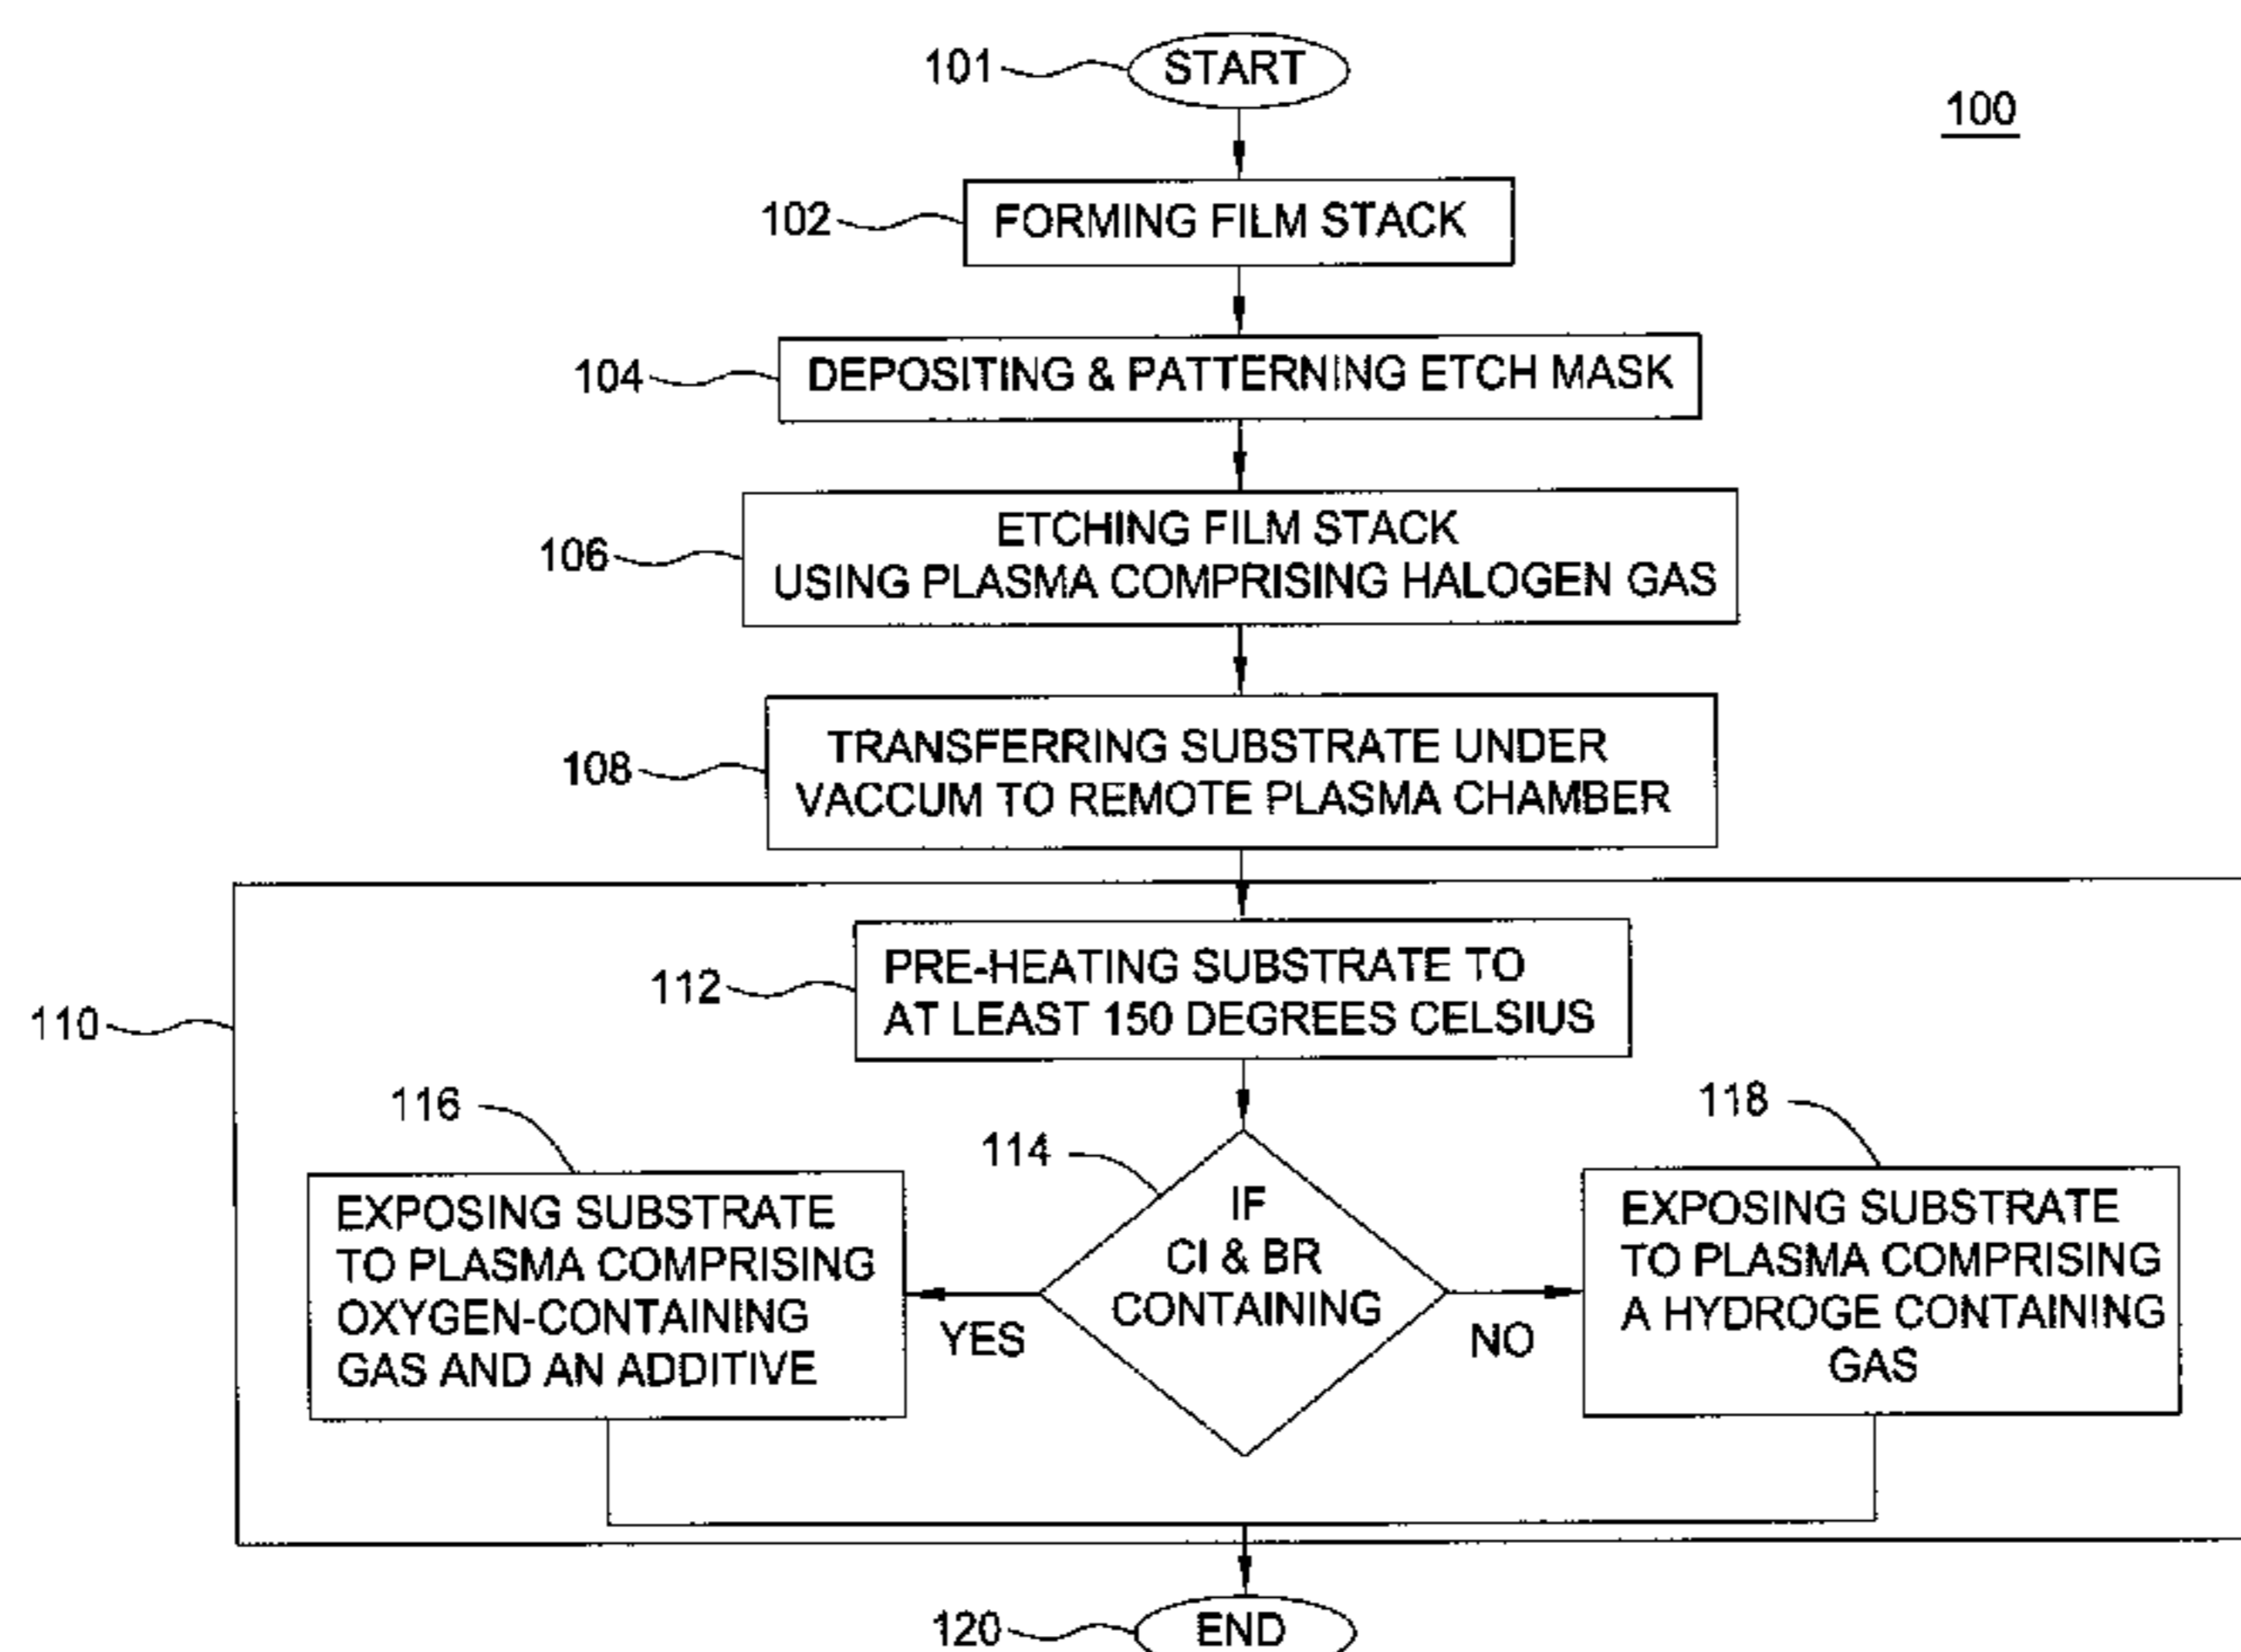 101
START
100
102
FORMING FILM STACK
104
DEPOSITING & PATTERNING ETCH MASK
106
ETCHING FILM STACK
USING PLASMA COMPRISING HALOGEN GAS
108
TRANSFERRING SUBSTRATE UNDER
VACCUM TO REMOTE PLASMA CHAMBER
110
112
PRE-HEATING SUBSTRATE TO
AT LEAST 150 DEGREES CELSIUS
116
EXPOSING SUBSTRATE
TO PLASMA COMPRISING
OXYGEN-CONTAINING
GAS AND AN ADDITIVE
YES
114
IF
Cl & BR
CONTAINING
NO
118
EXPOSING SUBSTRATE
TO PLASMA COMPRISING
A HYDROGE CONTAINING
GAS
120
END